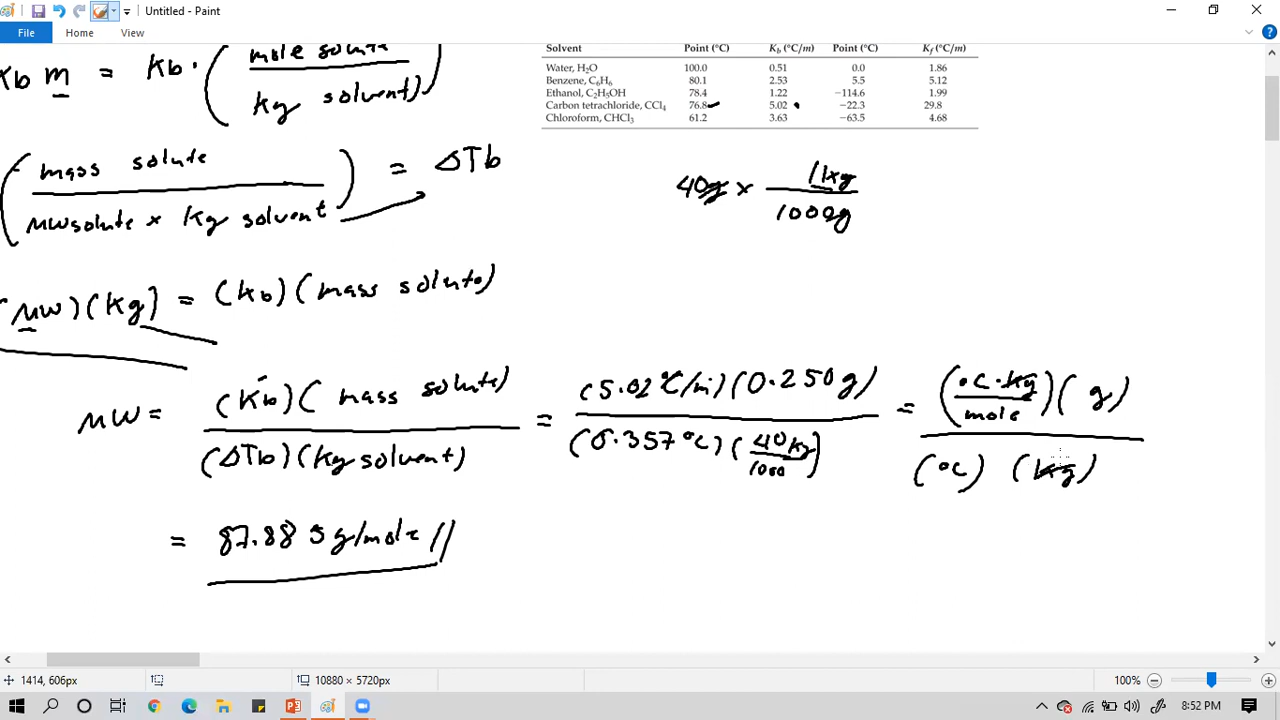 Untitled - Paint
File Home View
Kb m = Kb · ( mole solute / kg solvent )
Solvent Point (°C) Kb (°C/m) Point (°C) Kf (°C/m)
Water, H₂O 100.0 0.51 0.0 1.86
Benzene, C₆H₆ 80.1 2.53 5.5 5.12
Ethanol, C₂H₅OH 78.4 1.22 −114.6 1.99
Carbon tetrachloride, CCl₄ 76.8 5.02 −22.3 29.8
Chloroform, CHCl₃ 61.2 3.63 −63.5 4.68
( mass solute / MWsolute × Kg solvent ) = ΔTb
40g × 1kg / 1000g
(MW)(Kg) = (Kb)(mass solute)
MW = (Kb)(mass solute) / (ΔTb)(Kg solvent) = (5.02 °C/m)(0.250g) / (0.357 °C)(40 kg / 1000) = (°C·kg / mole)(g) / (°C)(kg)
= 87.88 5 g/mole //
1414, 606px 10880 × 5720px 100%
8:52 PM